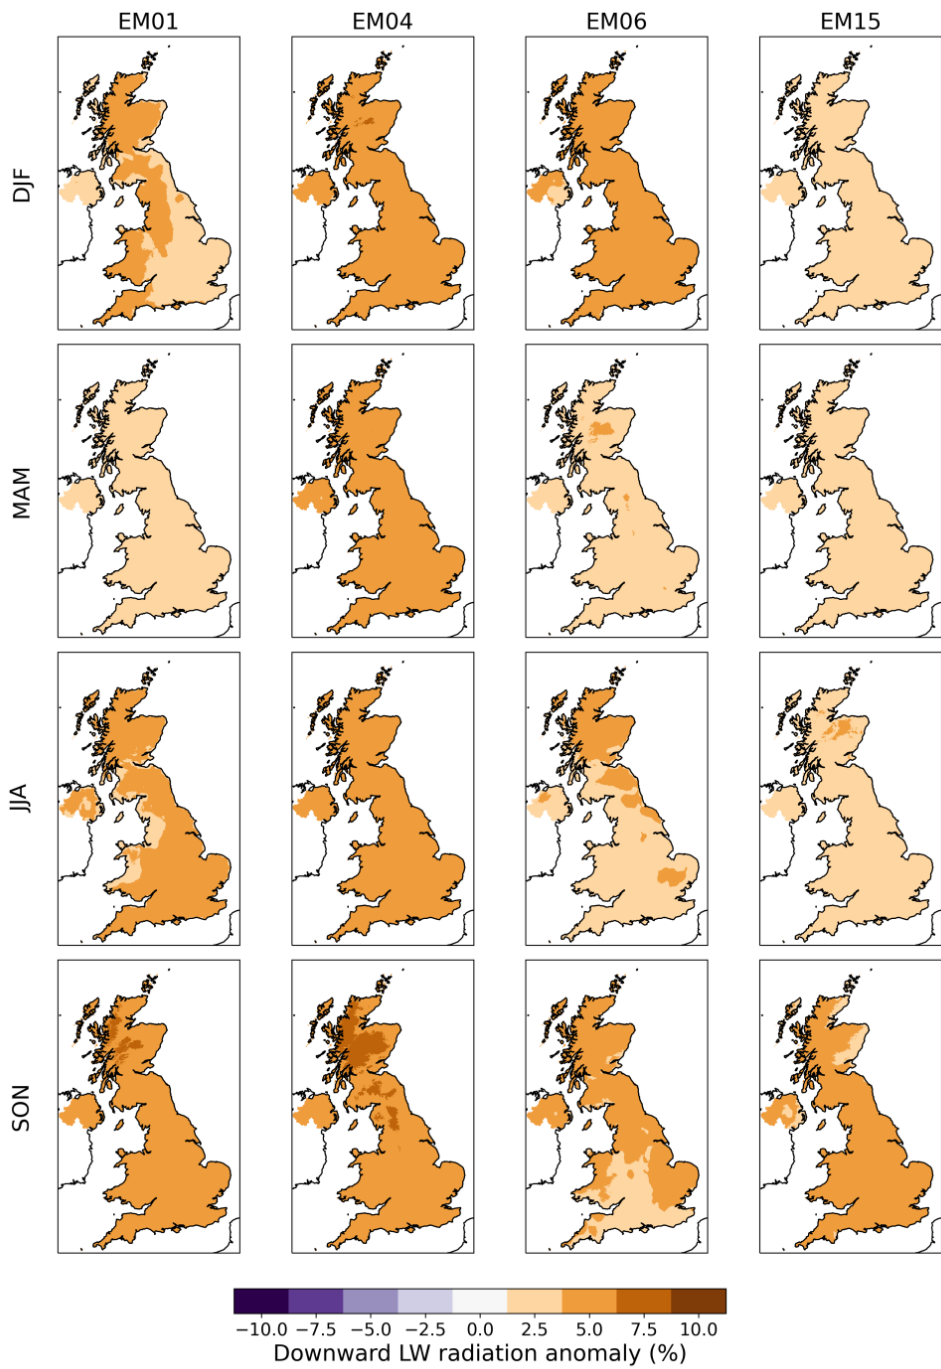 EM01 EM04 EM06 EM15
DJF
MAM
JJA
SON
−10.0 −7.5 −5.0 −2.5 0.0 2.5 5.0 7.5 10.0
Downward LW radiation anomaly (%)